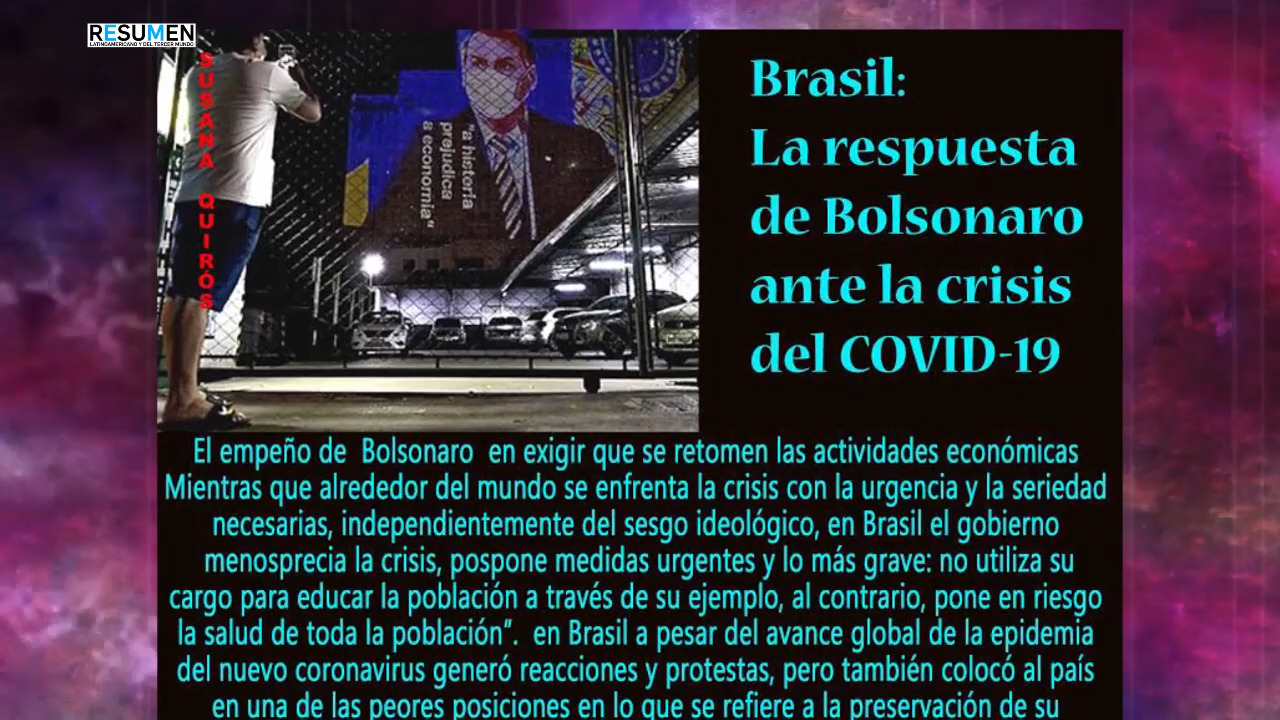 RESUMEN
LATINOAMERICANO Y DEL TERCER MUNDO
SUSANA QUIRÓS
"a histeria
prejudica
a economia"
Brasil:
La respuesta
de Bolsonaro
ante la crisis
del COVID-19
El empeño de Bolsonaro en exigir que se retomen las actividades económicas
Mientras que alrededor del mundo se enfrenta la crisis con la urgencia y la seriedad
necesarias, independientemente del sesgo ideológico, en Brasil el gobierno
menosprecia la crisis, pospone medidas urgentes y lo más grave: no utiliza su
cargo para educar la población a través de su ejemplo, al contrario, pone en riesgo
la salud de toda la población”. en Brasil a pesar del avance global de la epidemia
del nuevo coronavirus generó reacciones y protestas, pero también colocó al país
en una de las peores posiciones en lo que se refiere a la preservación de su